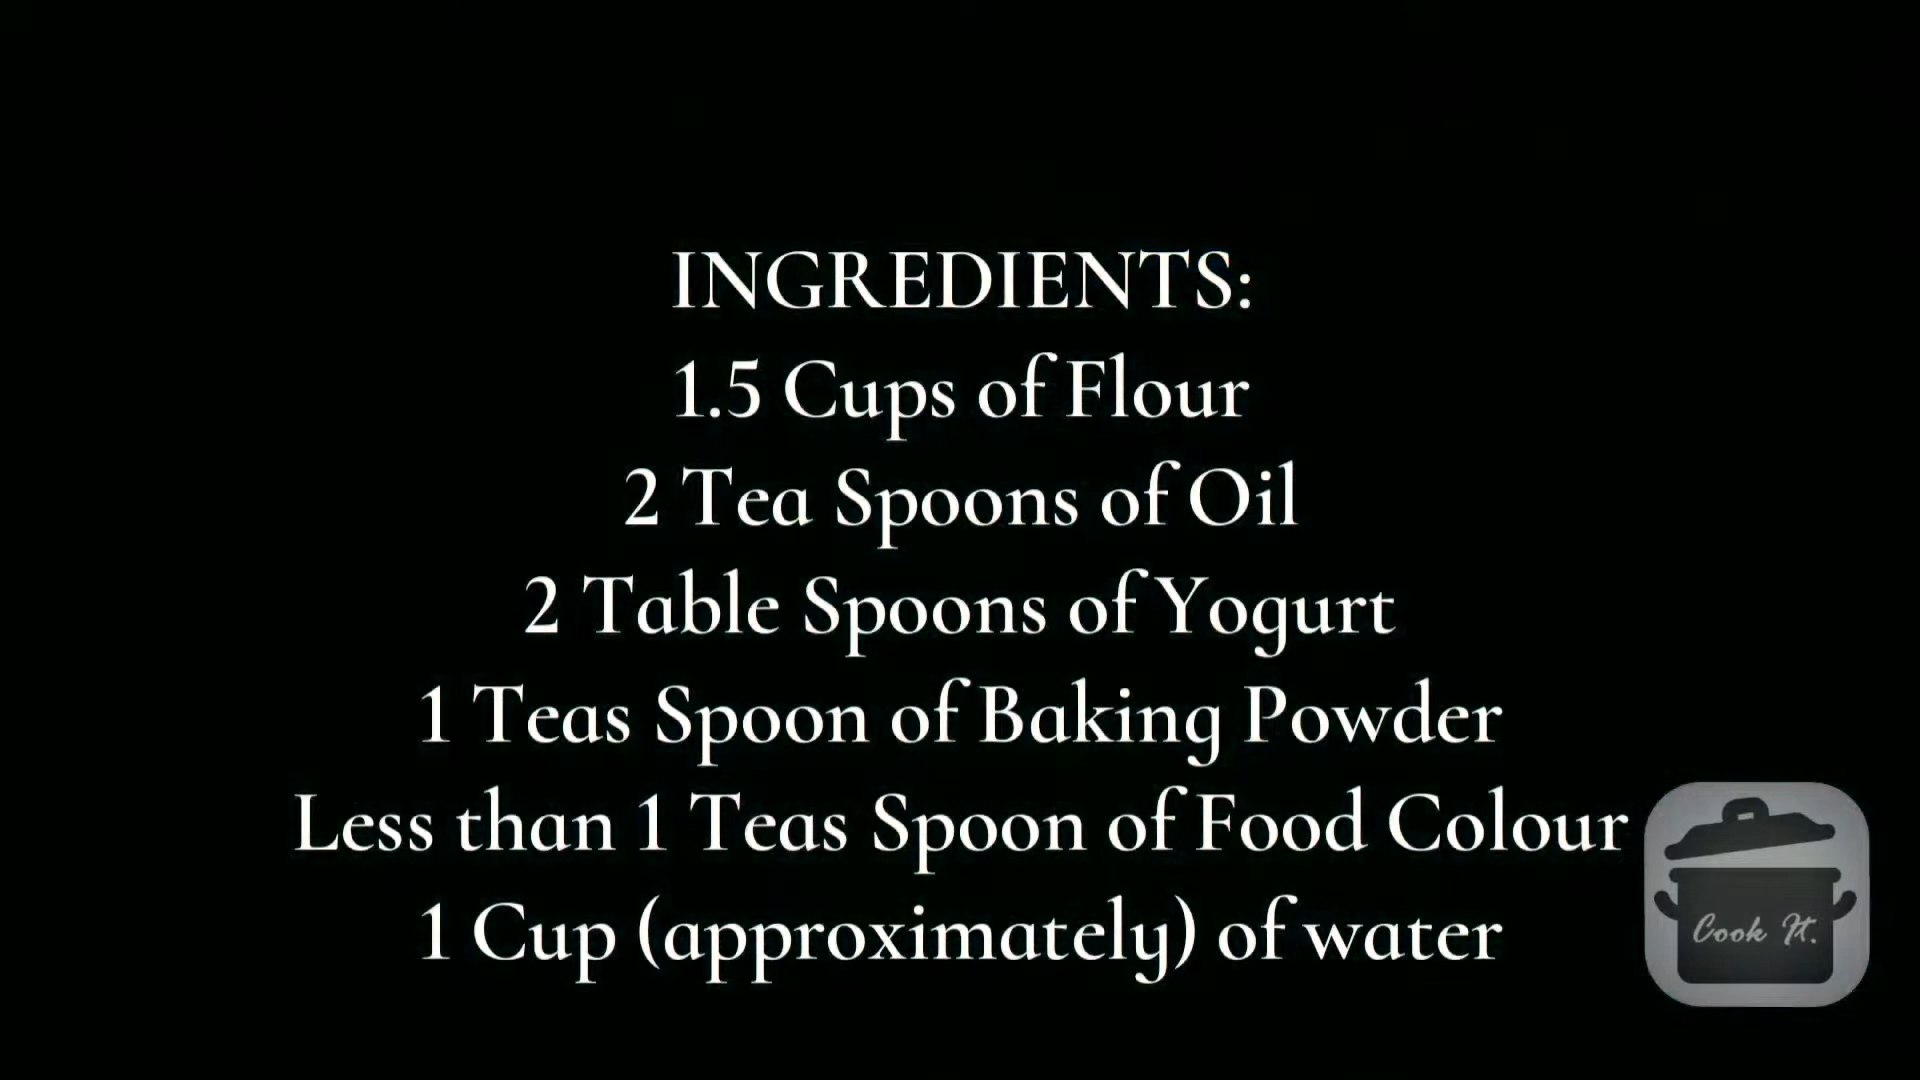 INGREDIENTS:
1.5 Cups of Flour
2 Tea Spoons of Oil
2 Table Spoons of Yogurt
1 Teas Spoon of Baking Powder
Less than 1 Teas Spoon of Food Colour
1 Cup (approximately) of water
Cook It.